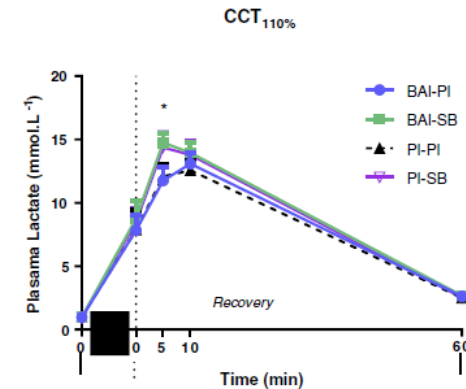 CCT110%
20
15
10
5
0
Plasama Lactate (mmol.L-1)
*
BAI-PI
BAI-SB
PI-PI
PI-SB
Recovery
0 0 5 10 60
Time (min)